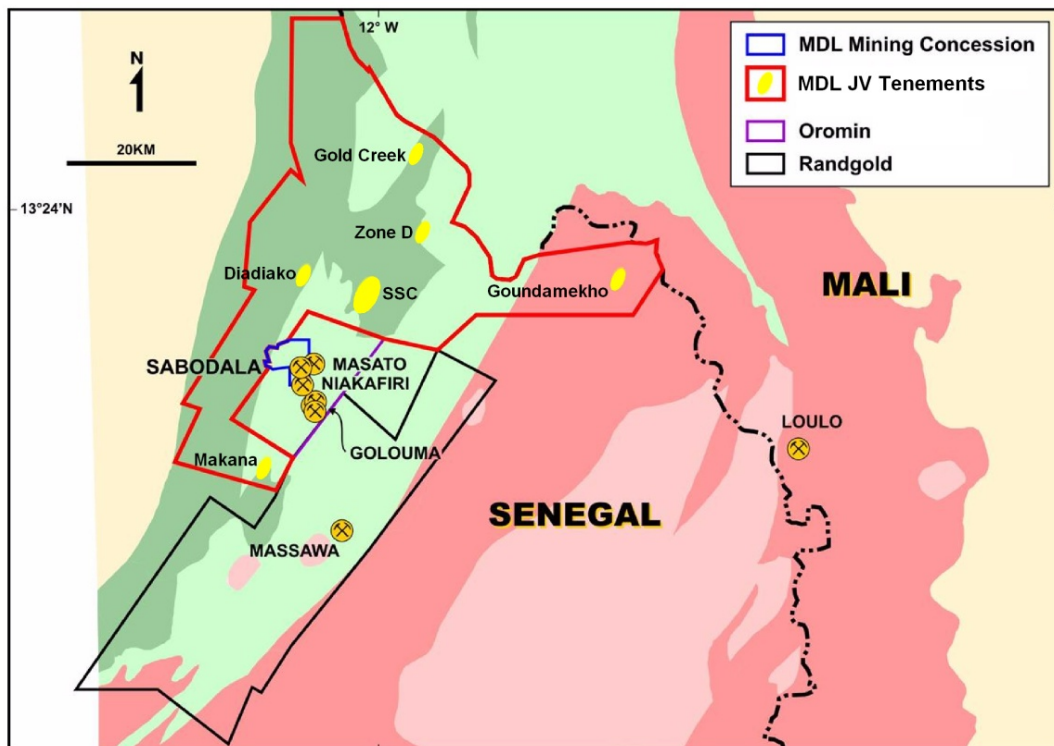 12° W
N
20KM
13°24'N
MDL Mining Concession
MDL JV Tenements
Oromin
Randgold
Gold Creek
Zone D
Diadiako
SSC
Goundamekho
MALI
SABODALA
MASATO
NIAKAFIRI
GOLOUMA
LOULO
Makana
SENEGAL
MASSAWA